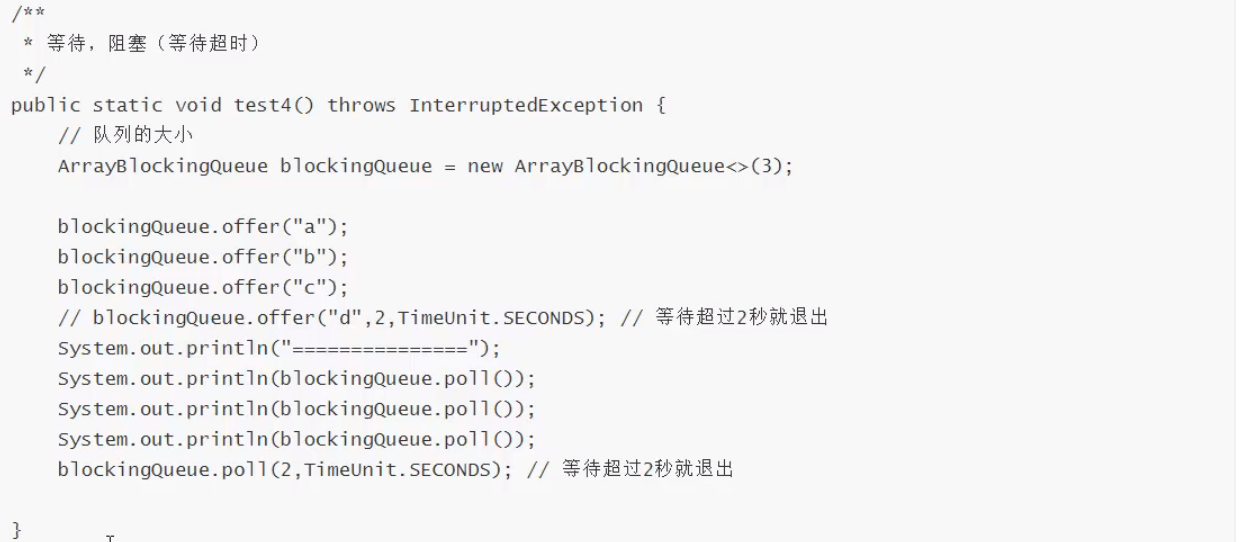 /**
 * 等待，阻塞（等待超时）
 */
public static void test4() throws InterruptedException {
    // 队列的大小
    ArrayBlockingQueue blockingQueue = new ArrayBlockingQueue<>(3);

    blockingQueue.offer("a");
    blockingQueue.offer("b");
    blockingQueue.offer("c");
    // blockingQueue.offer("d",2,TimeUnit.SECONDS); // 等待超过2秒就退出
    System.out.println("===============");
    System.out.println(blockingQueue.poll());
    System.out.println(blockingQueue.poll());
    System.out.println(blockingQueue.poll());
    blockingQueue.poll(2,TimeUnit.SECONDS); // 等待超过2秒就退出

}